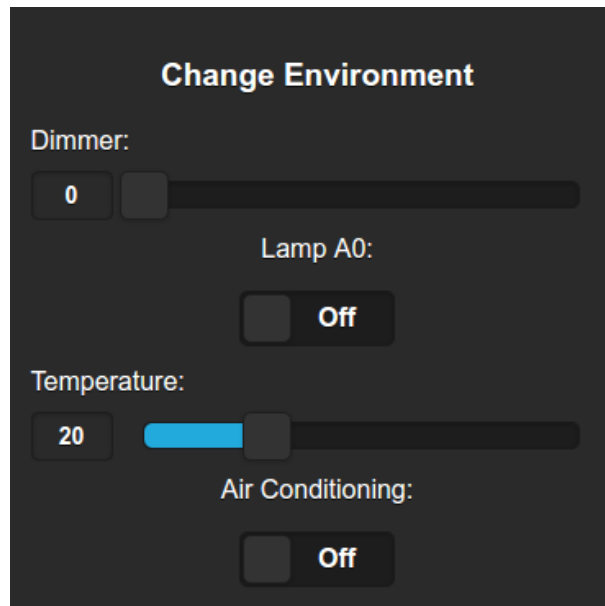 Change Environment
Dimmer:
0
Lamp A0:
Off
Temperature:
20
Air Conditioning:
Off